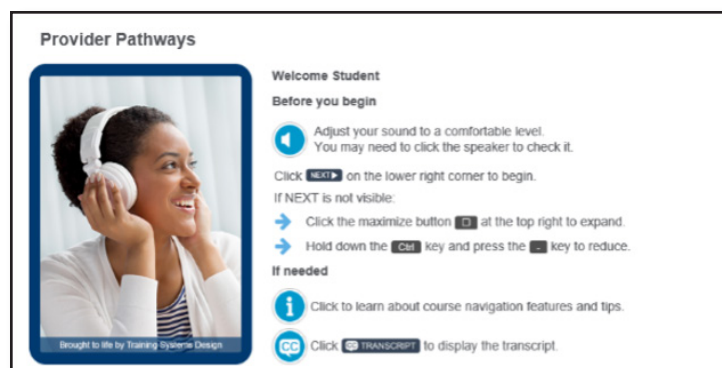 Provider Pathways
Welcome Student
Before you begin
Adjust your sound to a comfortable level.
You may need to click the speaker to check it.
Click NEXT▶ on the lower right corner to begin.
If NEXT is not visible:
Click the maximize button at the top right to expand.
Hold down the Ctrl key and press the - key to reduce.
If needed
i Click to learn about course navigation features and tips.
CC Click CC TRANSCRIPT to display the transcript.
Brought to life by Training Systems Design